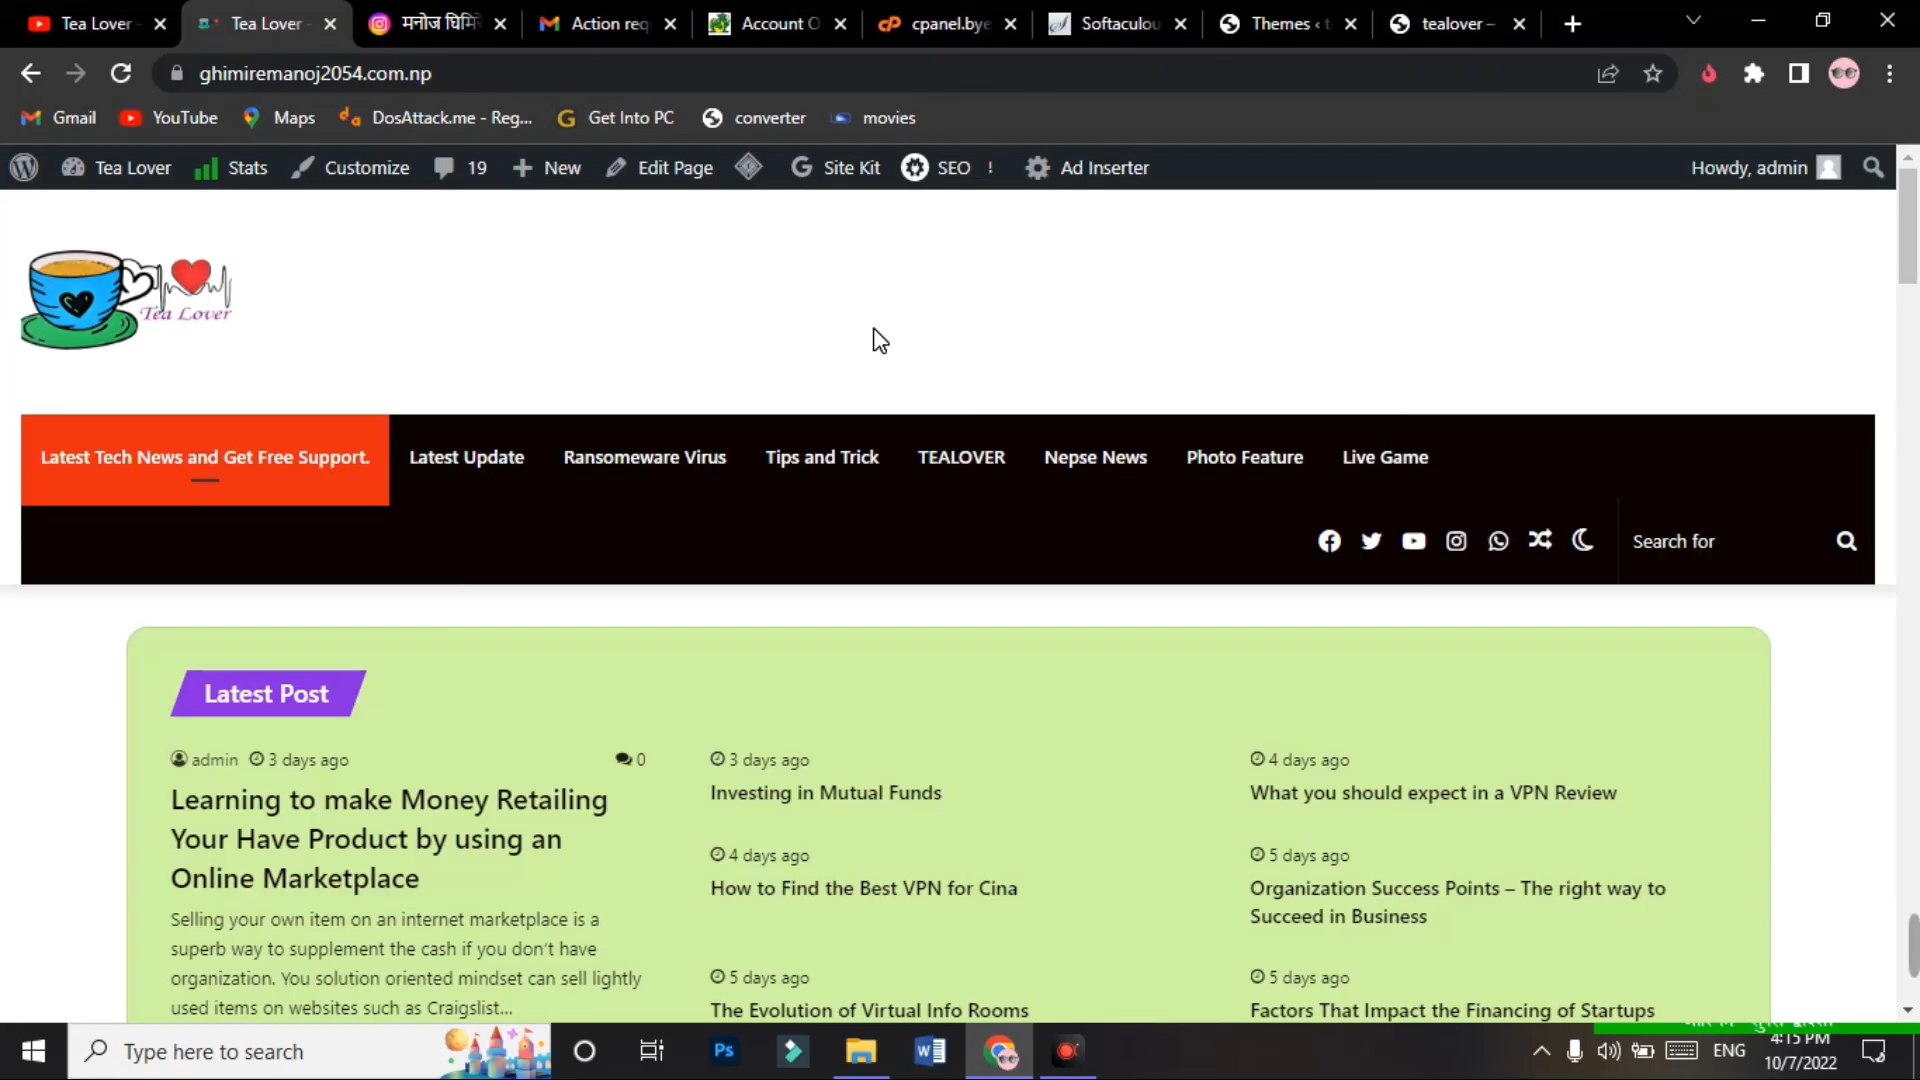 Tea Lover -
Tea Lover -
मनोज घिमिरे
Action req
Account O
cpanel.bye
Softaculou
Themes ‹ t
tealover –
ghimiremanoj2054.com.np
Gmail
YouTube
Maps
DosAttack.me - Reg...
Get Into PC
converter
movies
Tea Lover
Stats
Customize
19
New
Edit Page
Site Kit
SEO !
Ad Inserter
Howdy, admin
Tea Lover
Latest Tech News and Get Free Support.
Latest Update
Ransomeware Virus
Tips and Trick
TEALOVER
Nepse News
Photo Feature
Live Game
Search for
Latest Post
admin 3 days ago 0
Learning to make Money Retailing
Your Have Product by using an
Online Marketplace
Selling your own item on an internet marketplace is a
superb way to supplement the cash if you don't have
organization. You solution oriented mindset can sell lightly
used items on websites such as Craigslist...
3 days ago
Investing in Mutual Funds
4 days ago
How to Find the Best VPN for Cina
5 days ago
The Evolution of Virtual Info Rooms
4 days ago
What you should expect in a VPN Review
5 days ago
Organization Success Points – The right way to
Succeed in Business
5 days ago
Factors That Impact the Financing of Startups
Type here to search
Ps
ENG
4:15 PM
10/7/2022